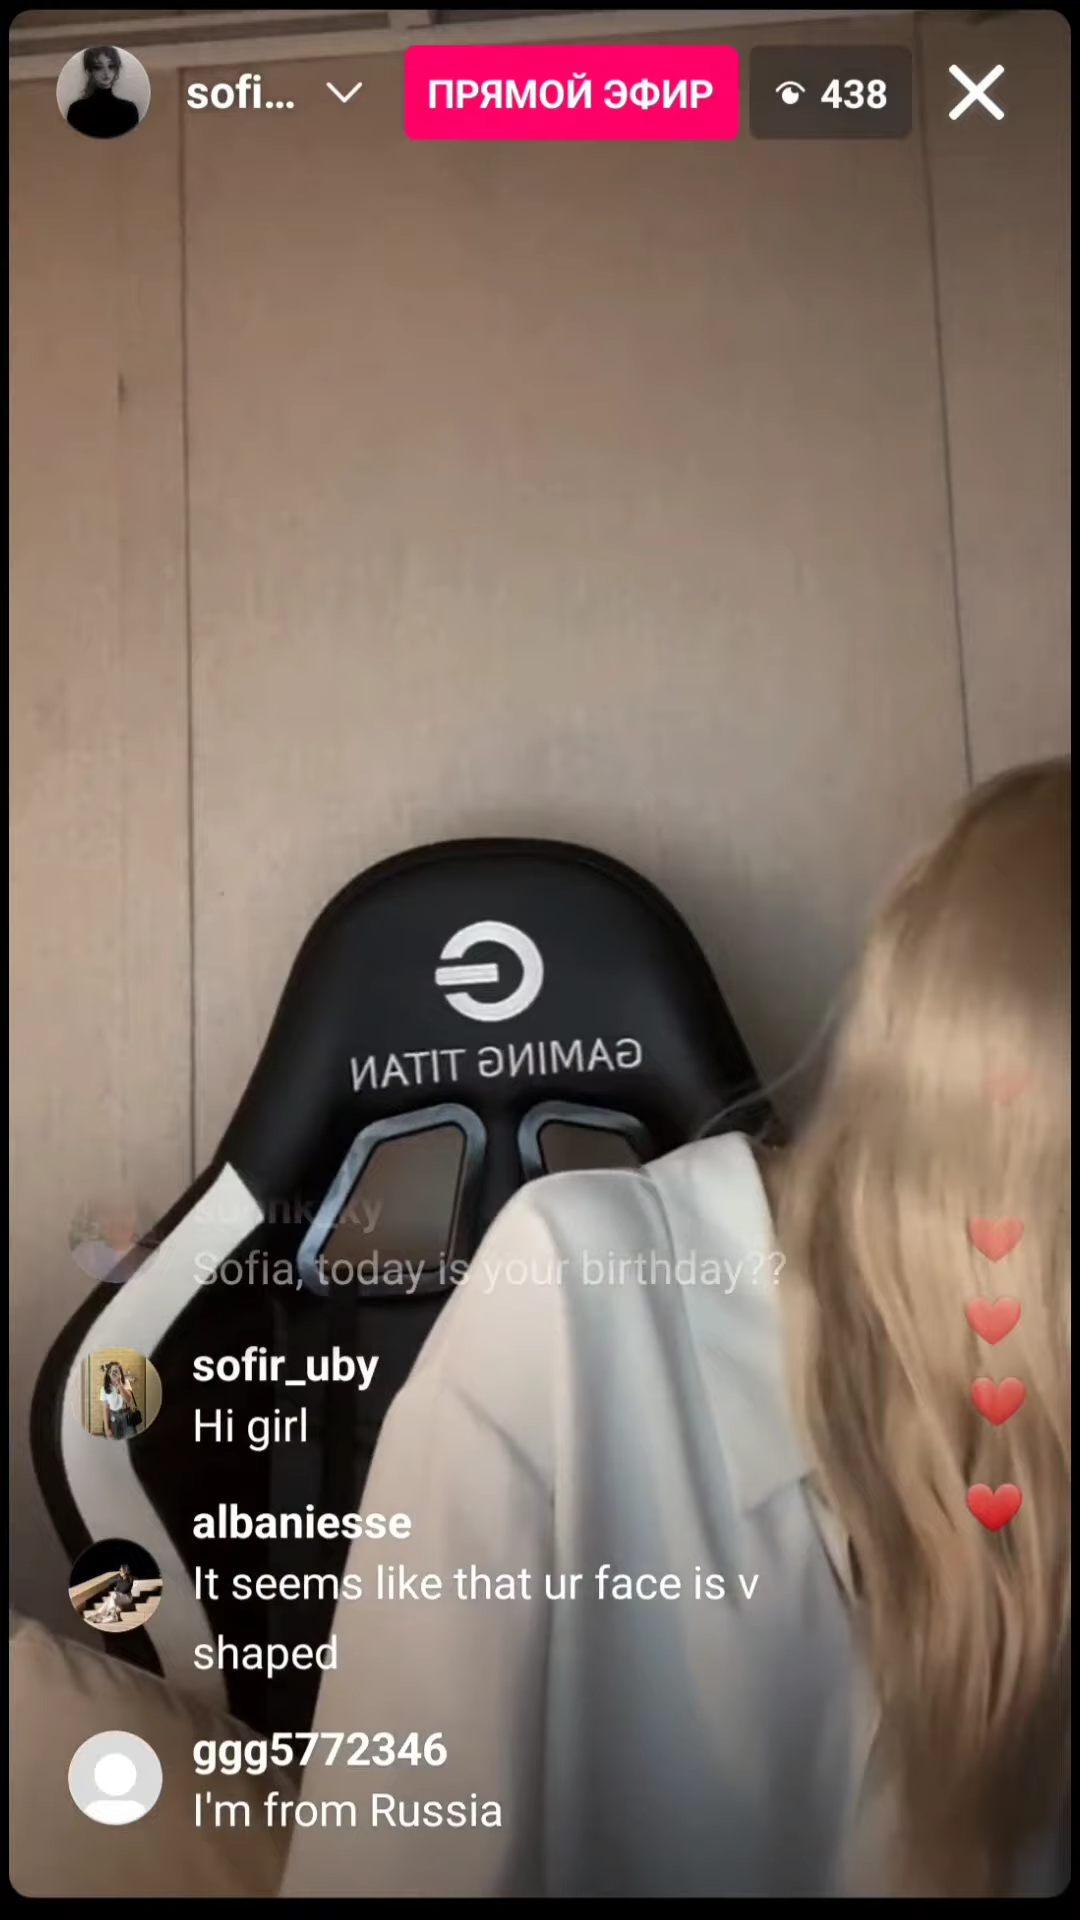 sofi...
ПРЯМОЙ ЭФИР
438
GAMING TITAN
Sofia, today is your birthday??
sofir_uby
Hi girl
albaniesse
It seems like that ur face is v
shaped
ggg5772346
I'm from Russia